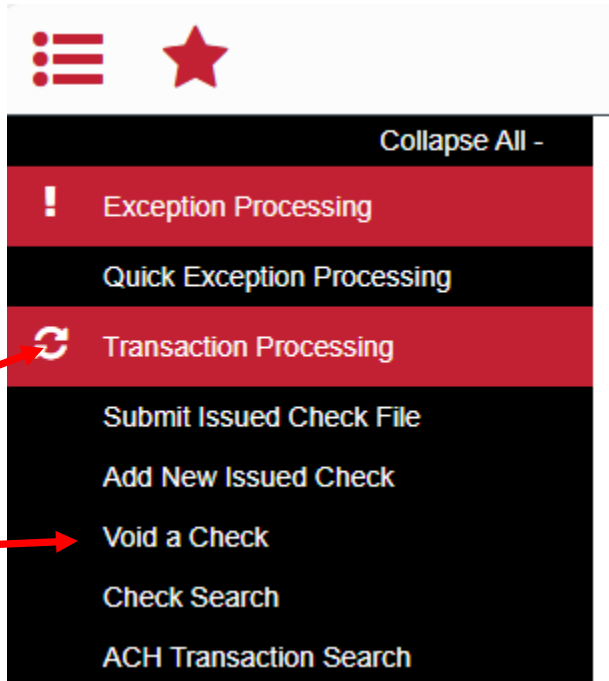 Collapse All -
! Exception Processing
Quick Exception Processing
Transaction Processing
Submit Issued Check File
Add New Issued Check
Void a Check
Check Search
ACH Transaction Search